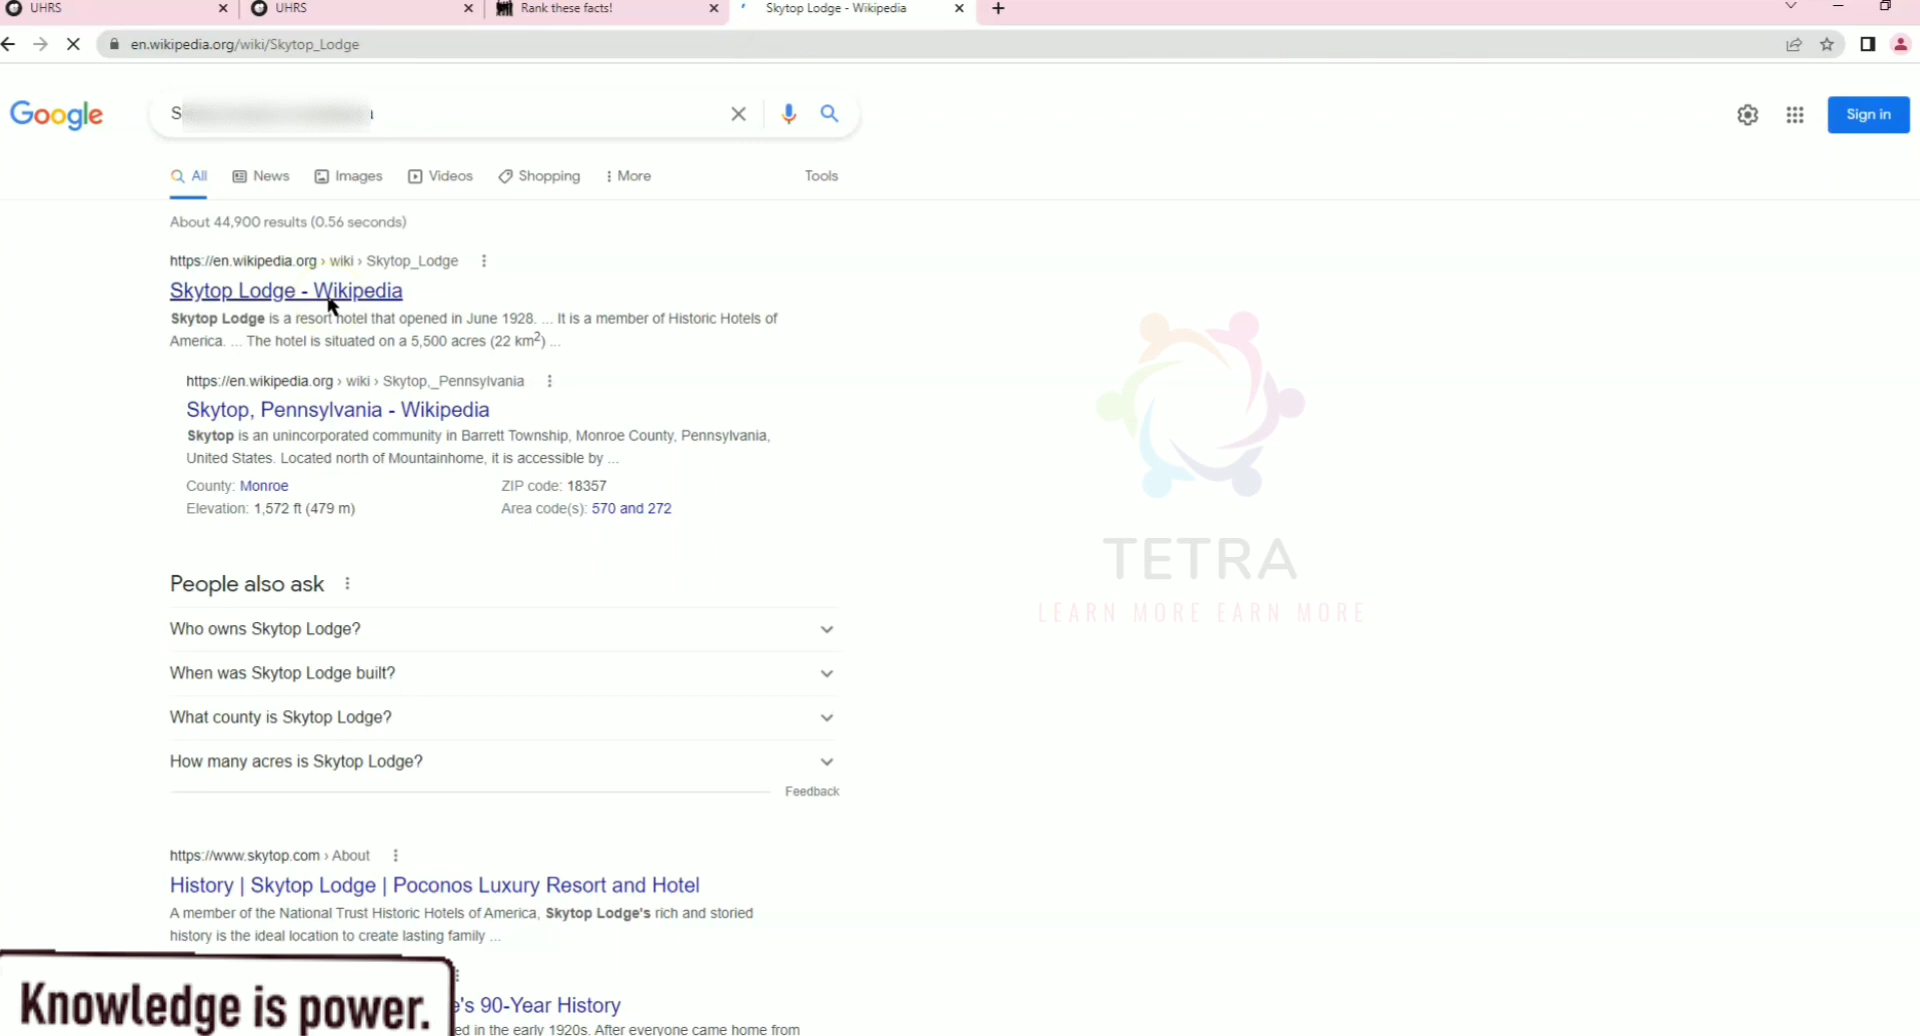 UHRS
UHRS
Rank these facts!
Skytop Lodge - Wikipedia
en.wikipedia.org/wiki/Skytop_Lodge
Google
S
Sign in
All
News
Images
Videos
Shopping
More
Tools
About 44,900 results (0.56 seconds)
https://en.wikipedia.org › wiki › Skytop_Lodge
Skytop Lodge - Wikipedia
Skytop Lodge is a resort hotel that opened in June 1928. ... It is a member of Historic Hotels of
America. ... The hotel is situated on a 5,500 acres (22 km²) ...
https://en.wikipedia.org › wiki › Skytop,_Pennsylvania
Skytop, Pennsylvania - Wikipedia
Skytop is an unincorporated community in Barrett Township, Monroe County, Pennsylvania,
United States. Located north of Mountainhome, it is accessible by ...
County: Monroe
ZIP code: 18357
Elevation: 1,572 ft (479 m)
Area code(s): 570 and 272
TETRA
LEARN MORE EARN MORE
People also ask
Who owns Skytop Lodge?
When was Skytop Lodge built?
What county is Skytop Lodge?
How many acres is Skytop Lodge?
Feedback
https://www.skytop.com › About
History | Skytop Lodge | Poconos Luxury Resort and Hotel
A member of the National Trust Historic Hotels of America, Skytop Lodge's rich and storied
history is the ideal location to create lasting family ...
Knowledge is power.
e's 90-Year History
ed in the early 1920s. After everyone came home from